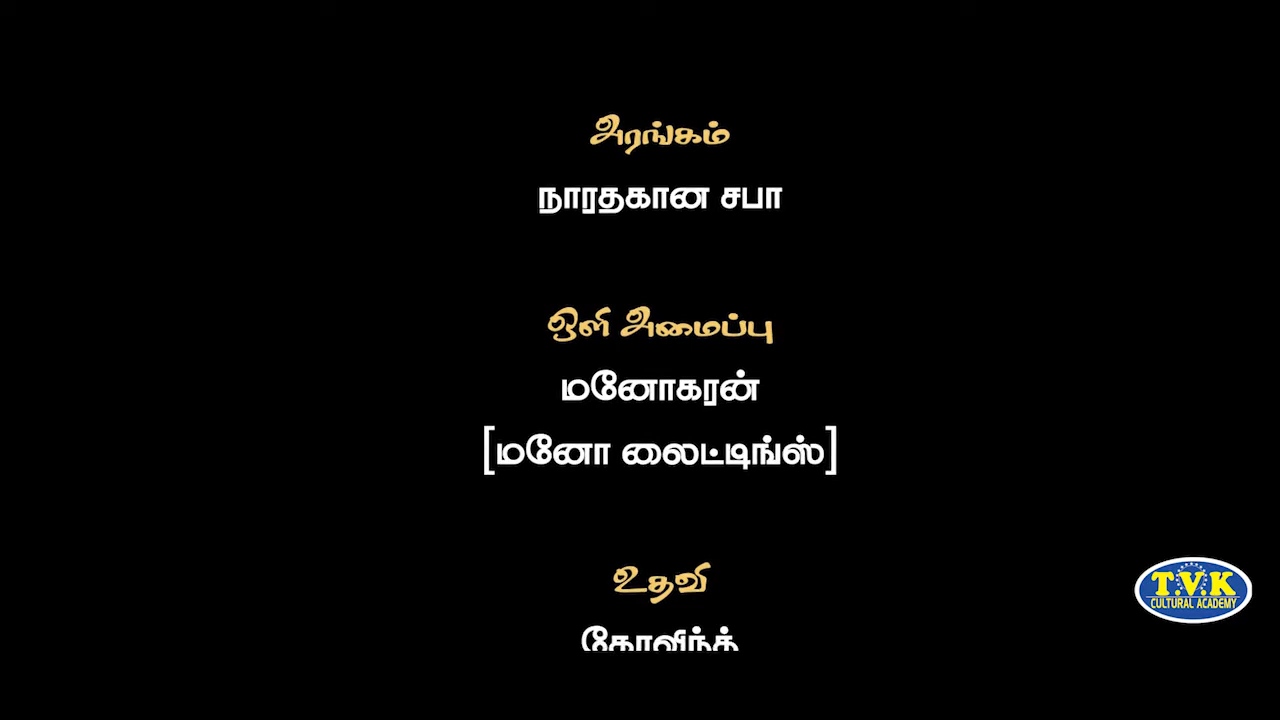 அரங்கம்
நாரதகான சபா
ஒளி அமைப்பு
மனோகரன்
[மனோ லைட்டிங்ஸ்]
உதவி
T.V.K
CULTURAL ACADEMY